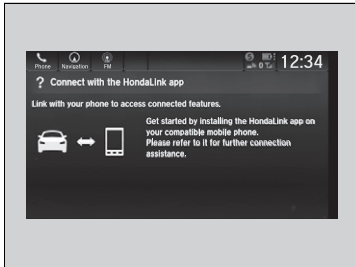 Phone Navigation FM 0 12:34
? Connect with the HondaLink app
Link with your phone to access connected features.
Get started by installing the HondaLink app on
your compatible mobile phone.
Please refer to it for further connection
assistance.